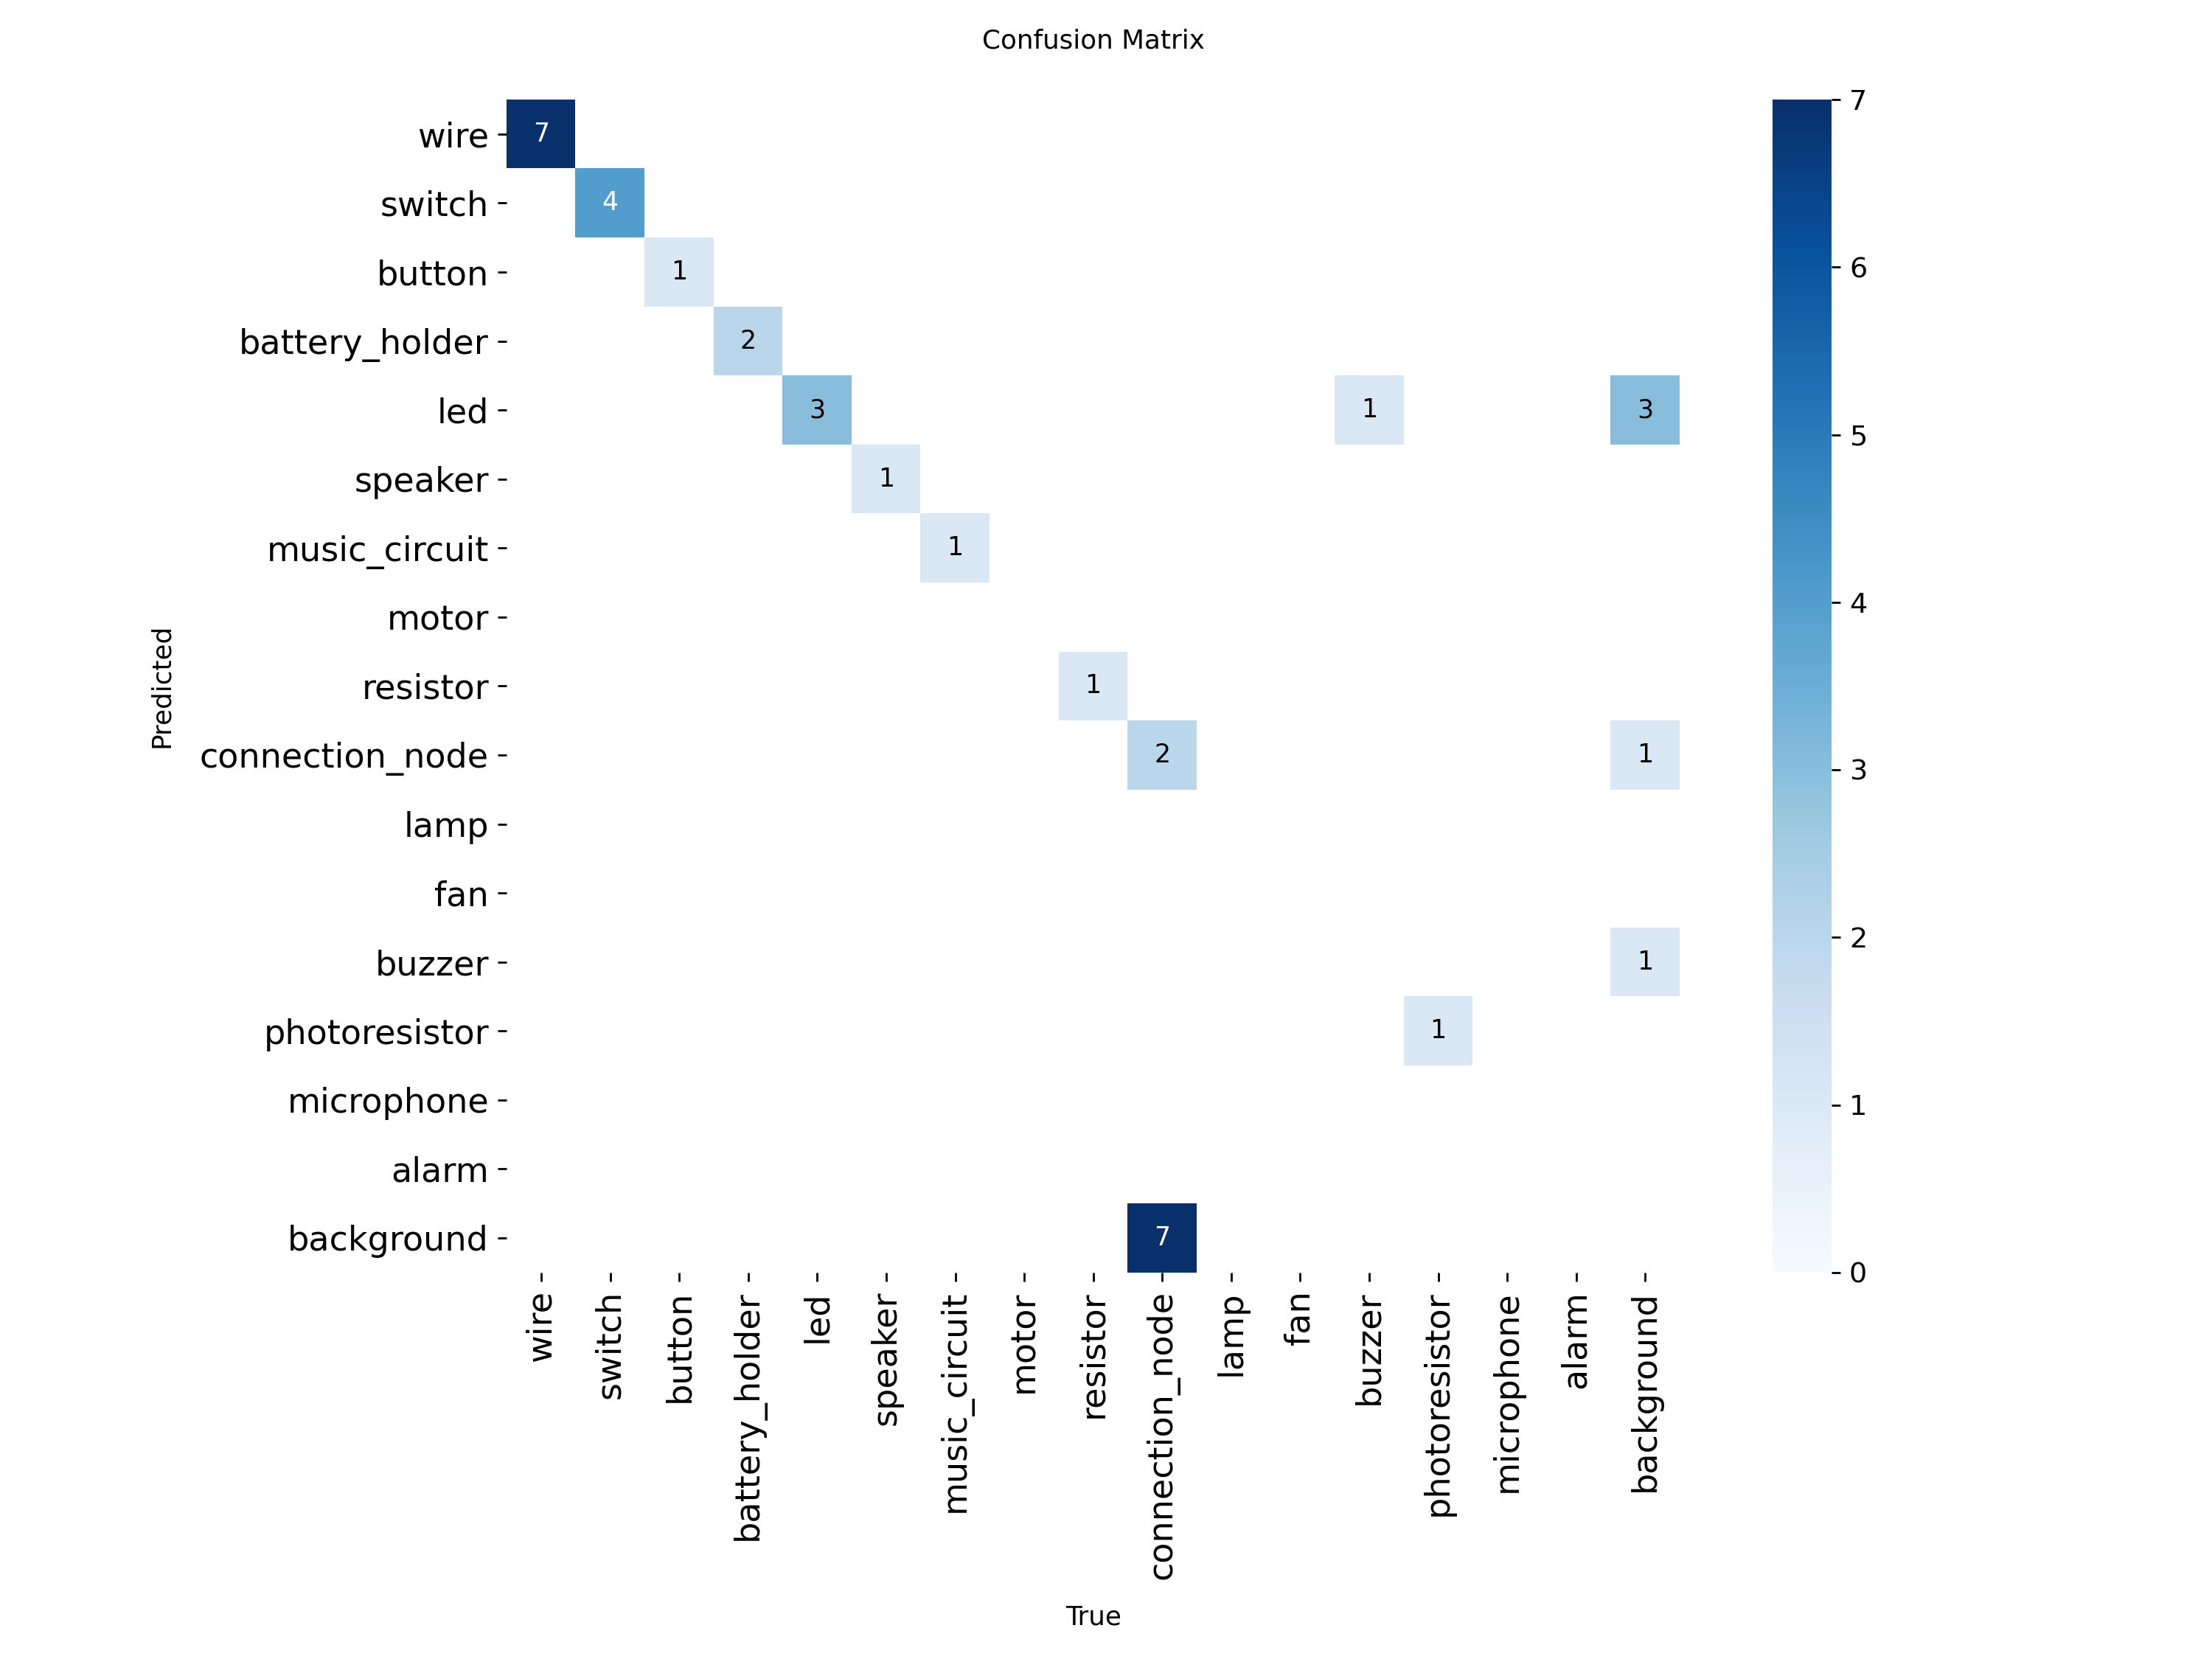 Confusion Matrix
wire 7
switch 4
button 1
battery_holder 2
led 3 1 3
speaker 1
music_circuit 1
motor
resistor 1
connection_node 2 1
lamp
fan
buzzer 1
photoresistor 1
microphone
alarm
background 7
Predicted
wire
switch
button
battery_holder
led
speaker
music_circuit
motor
resistor
connection_node
lamp
fan
buzzer
photoresistor
microphone
alarm
background
True
7
6
5
4
3
2
1
0